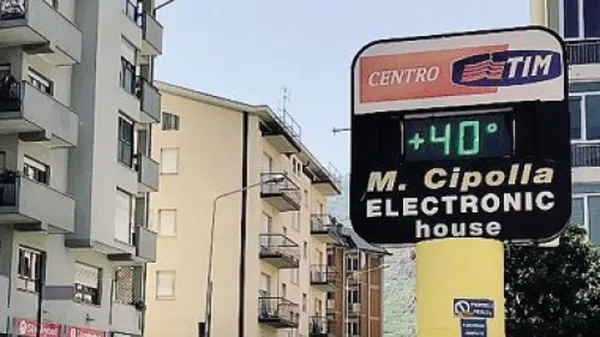 CENTRO TIM
+40°
M. Cipolla
ELECTRONIC
house